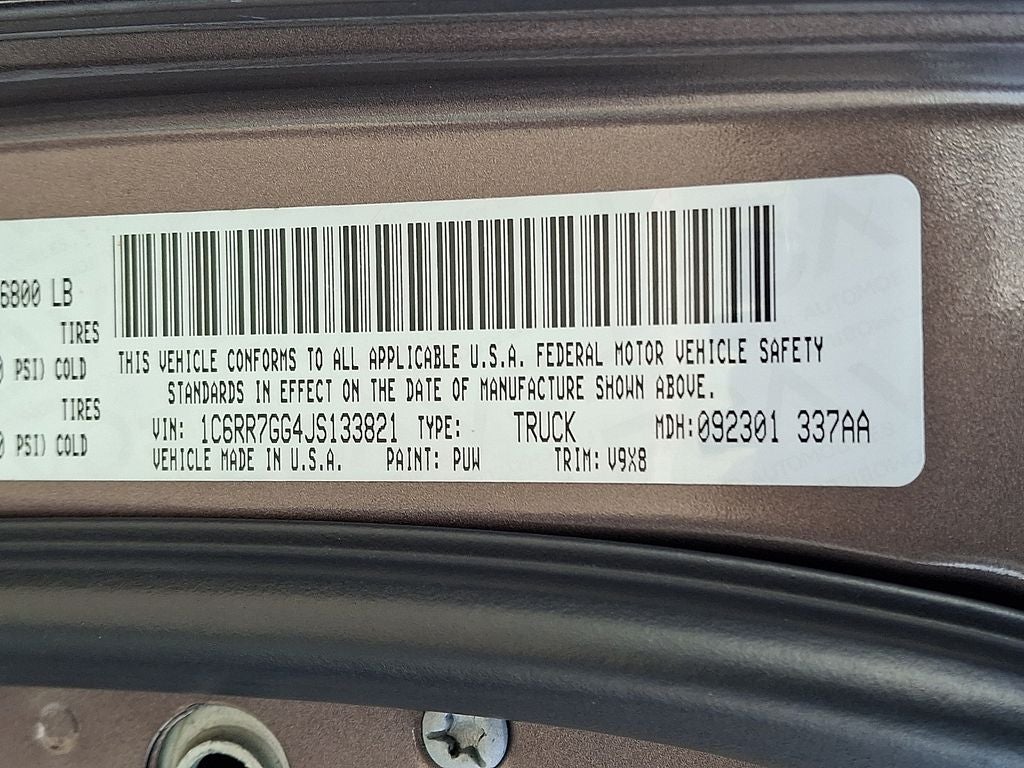 6800 LB
TIRES
PSI) COLD
TIRES
PSI) COLD
THIS VEHICLE CONFORMS TO ALL APPLICABLE U.S.A. FEDERAL MOTOR VEHICLE SAFETY
STANDARDS IN EFFECT ON THE DATE OF MANUFACTURE SHOWN ABOVE.
VIN: 1C6RR7GG4JS133821 TYPE: TRUCK MDH: 092301 337AA
VEHICLE MADE IN U.S.A. PAINT: PUW TRIM: V9X8